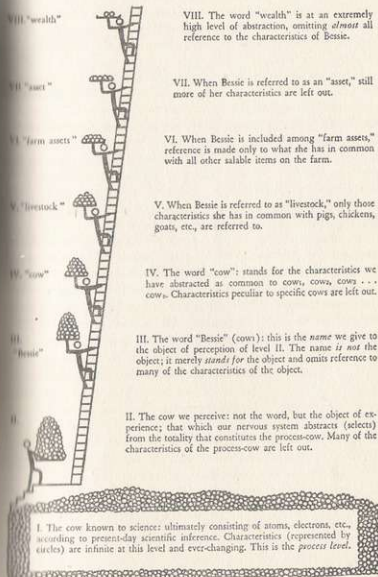 VIII. "wealth"
VIII. The word "wealth" is at an extremely
high level of abstraction, omitting almost all
reference to the characteristics of Bessie.
VII. "asset"
VII. When Bessie is referred to as an "asset," still
more of her characteristics are left out.
VI. "farm assets"
VI. When Bessie is included among "farm assets,"
reference is made only to what she has in common
with all other salable items on the farm.
V. "livestock"
V. When Bessie is referred to as "livestock," only those
characteristics she has in common with pigs, chickens,
goats, etc., are referred to.
IV. "cow"
IV. The word "cow": stands for the characteristics we
have abstracted as common to cow₁, cow₂, cow₃ . . .
cowₙ. Characteristics peculiar to specific cows are left out.
III.
"Bessie"
III. The word "Bessie" (cow₁): this is the name we give to
the object of perception of level II. The name is not the
object; it merely stands for the object and omits reference to
many of the characteristics of the object.
II.
II. The cow we perceive: not the word, but the object of ex-
perience; that which our nervous system abstracts (selects)
from the totality that constitutes the process-cow. Many of the
characteristics of the process-cow are left out.
I. The cow known to science: ultimately consisting of atoms, electrons, etc.,
according to present-day scientific inference. Characteristics (represented by
circles) are infinite at this level and ever-changing. This is the process level.